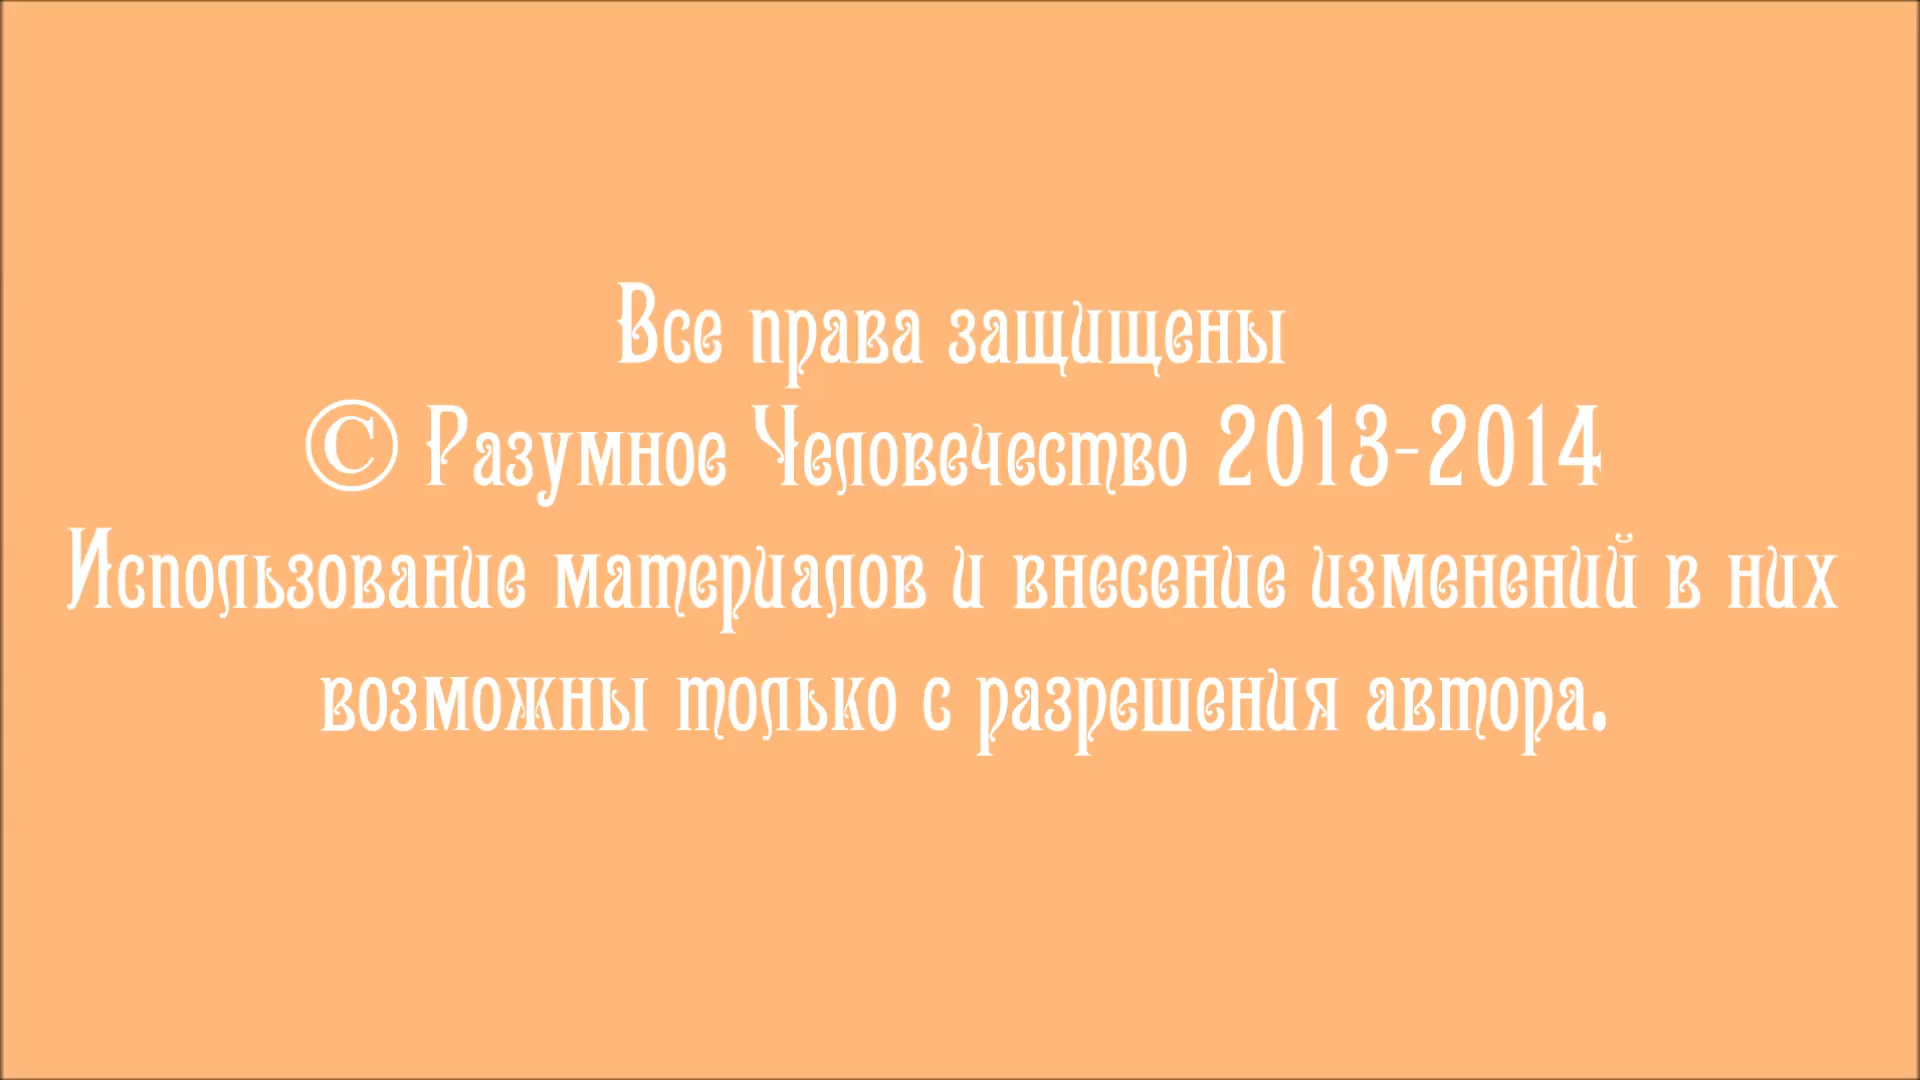 Все права защищены
© Разумное Человечество 2013-2014
Использование материалов и внесение изменений в них
возможны только с разрешения автора.